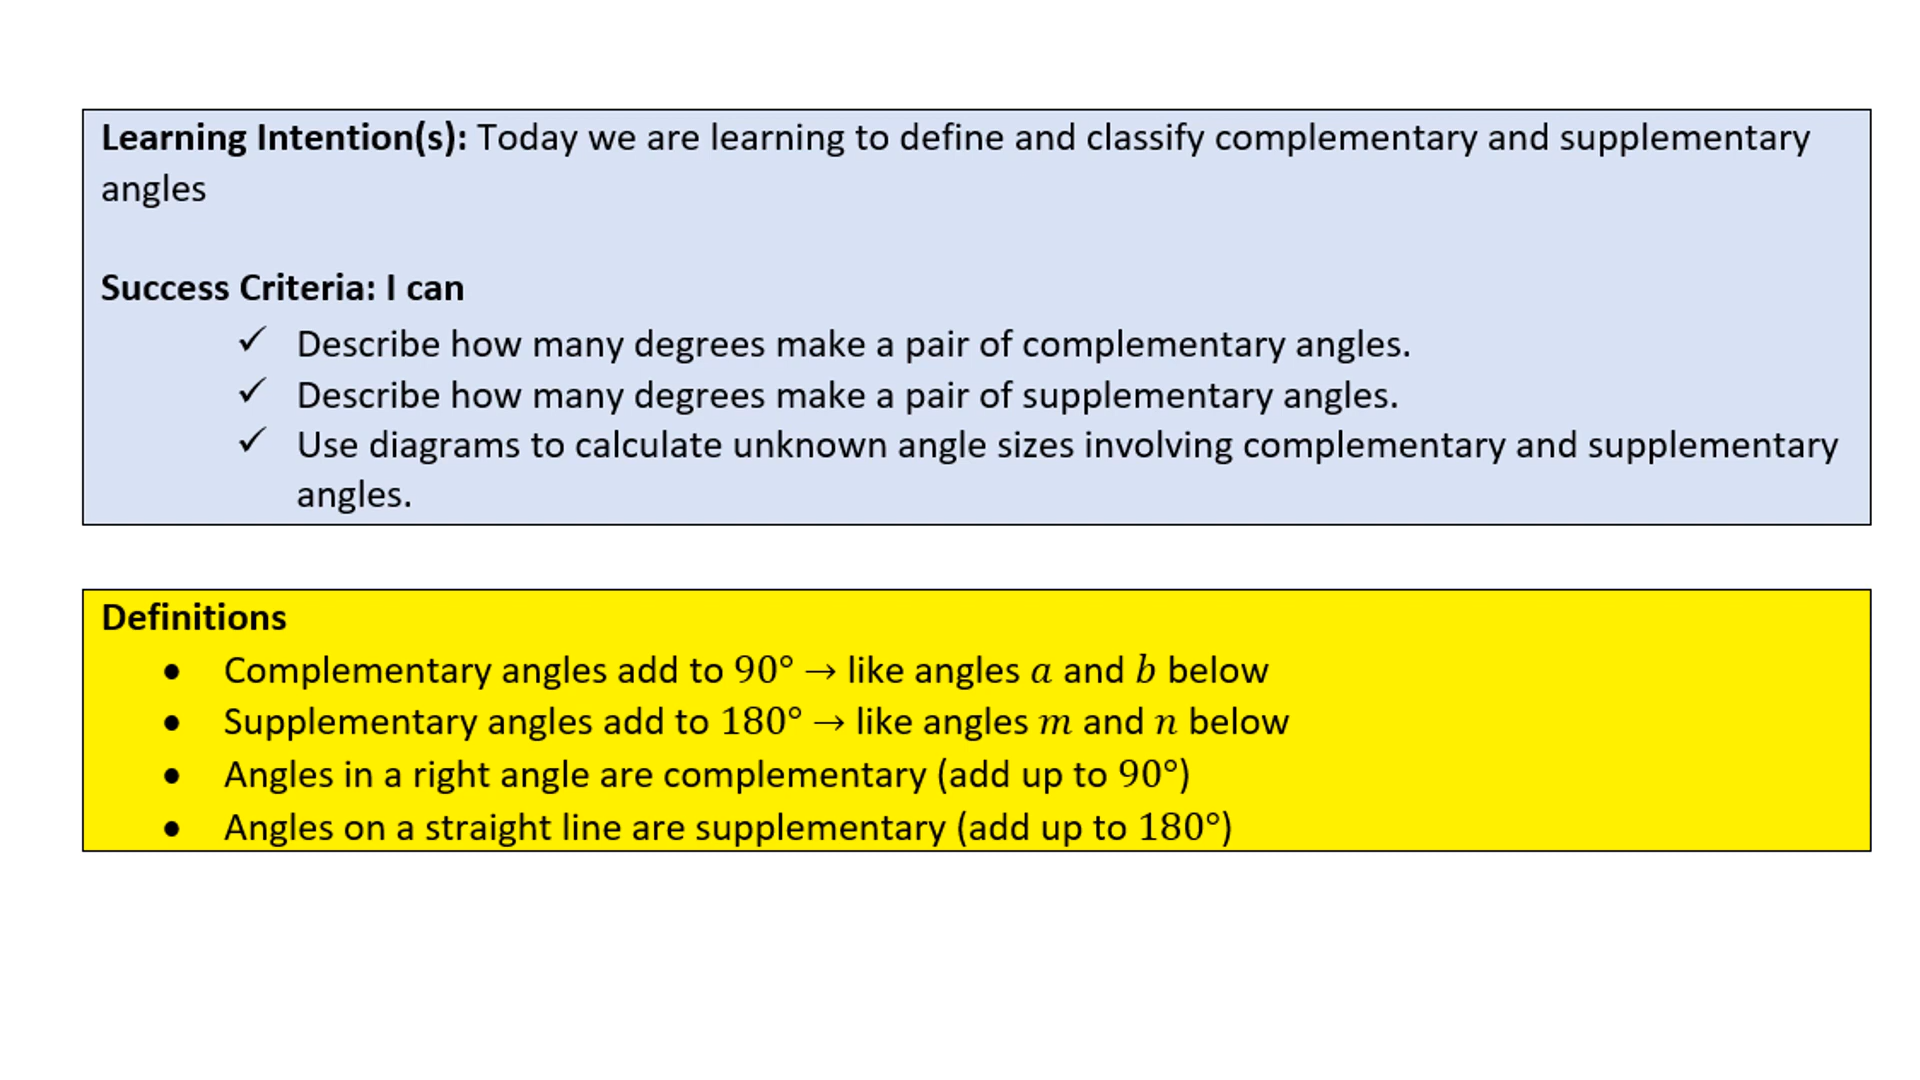 Learning Intention(s): Today we are learning to define and classify complementary and supplementary
angles
Success Criteria: I can
✓ Describe how many degrees make a pair of complementary angles.
✓ Describe how many degrees make a pair of supplementary angles.
✓ Use diagrams to calculate unknown angle sizes involving complementary and supplementary
angles.
Definitions
• Complementary angles add to 90° → like angles a and b below
• Supplementary angles add to 180° → like angles m and n below
• Angles in a right angle are complementary (add up to 90°)
• Angles on a straight line are supplementary (add up to 180°)